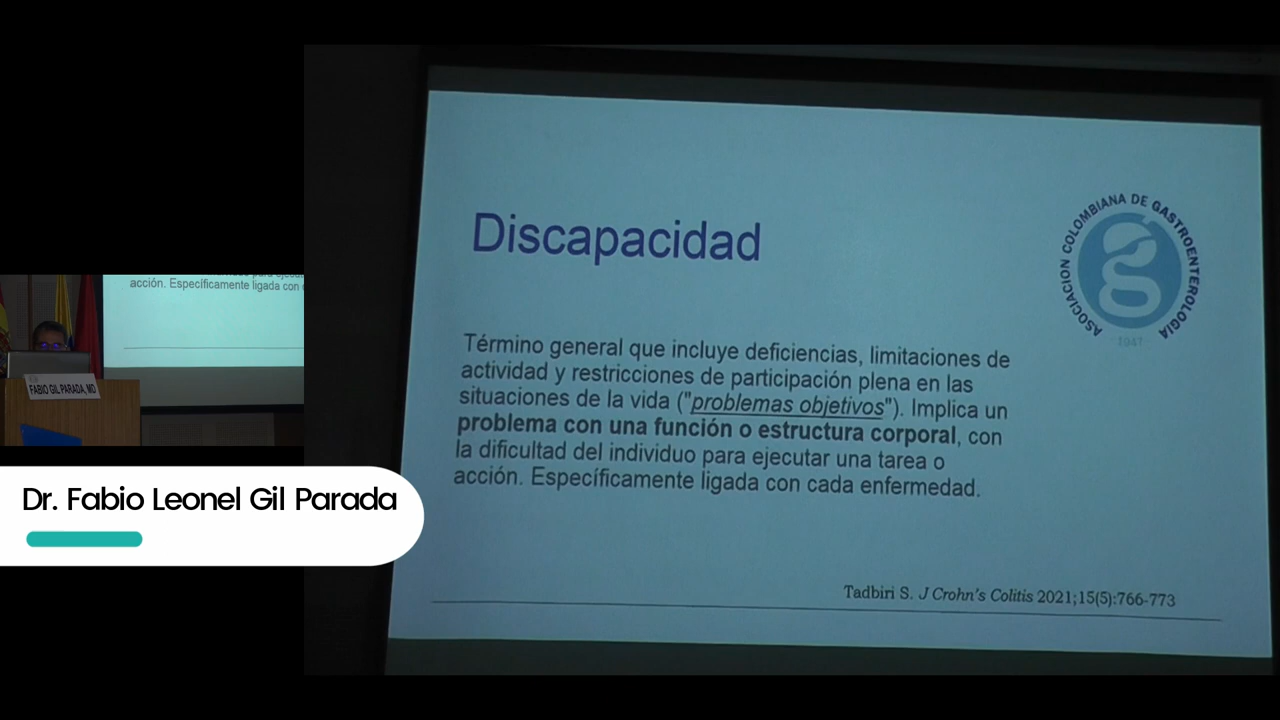 Discapacidad
ASOCIACION COLOMBIANA DE GASTROENTEROLOGIA
1947
Término general que incluye deficiencias, limitaciones de
actividad y restricciones de participación plena en las
situaciones de la vida ("problemas objetivos"). Implica un
problema con una función o estructura corporal, con
la dificultad del individuo para ejecutar una tarea o
acción. Específicamente ligada con cada enfermedad.
Tadbiri S. J Crohn's Colitis 2021;15(5):766-773
acción. Específicamente ligada con
FABIO GIL PARADA, MD
Dr. Fabio Leonel Gil Parada